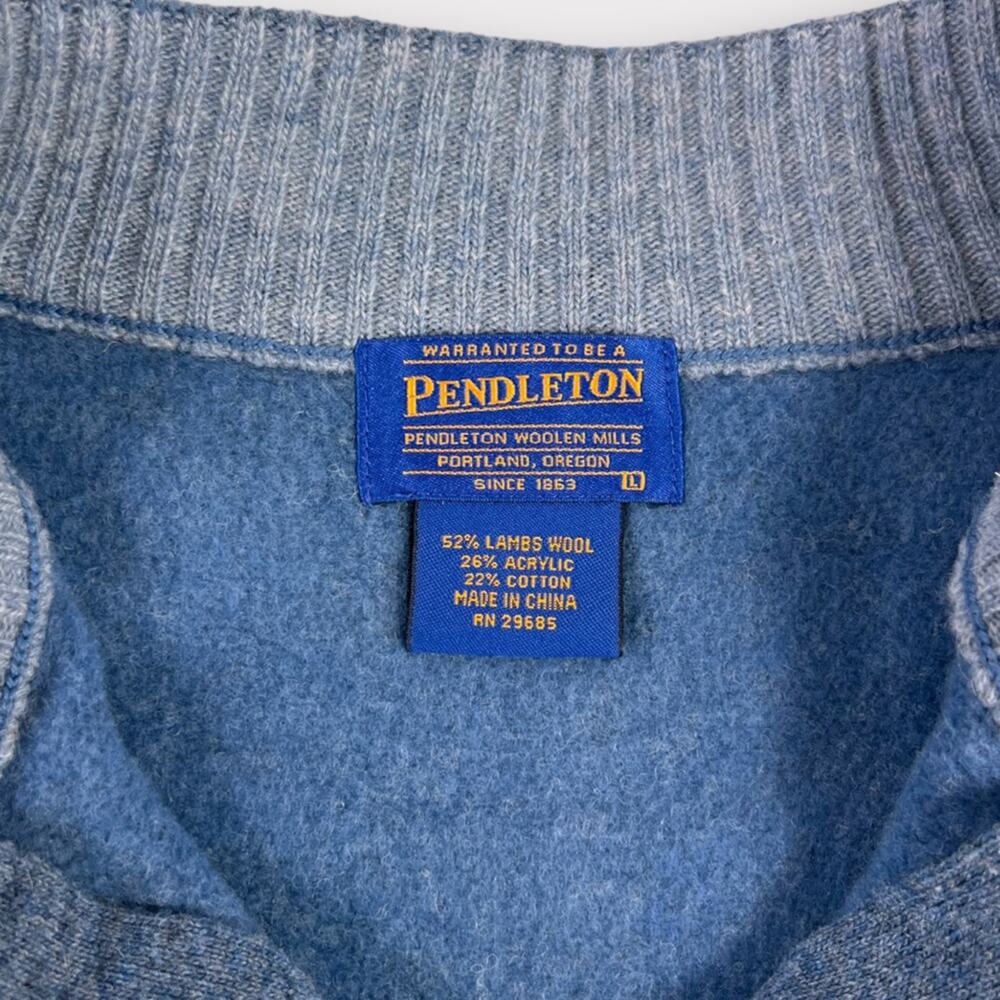 WARRANTED TO BE A
PENDLETON
PENDLETON WOOLEN MILLS
PORTLAND, OREGON
SINCE 1863 L
52% LAMBS WOOL
26% ACRYLIC
22% COTTON
MADE IN CHINA
RN 29685